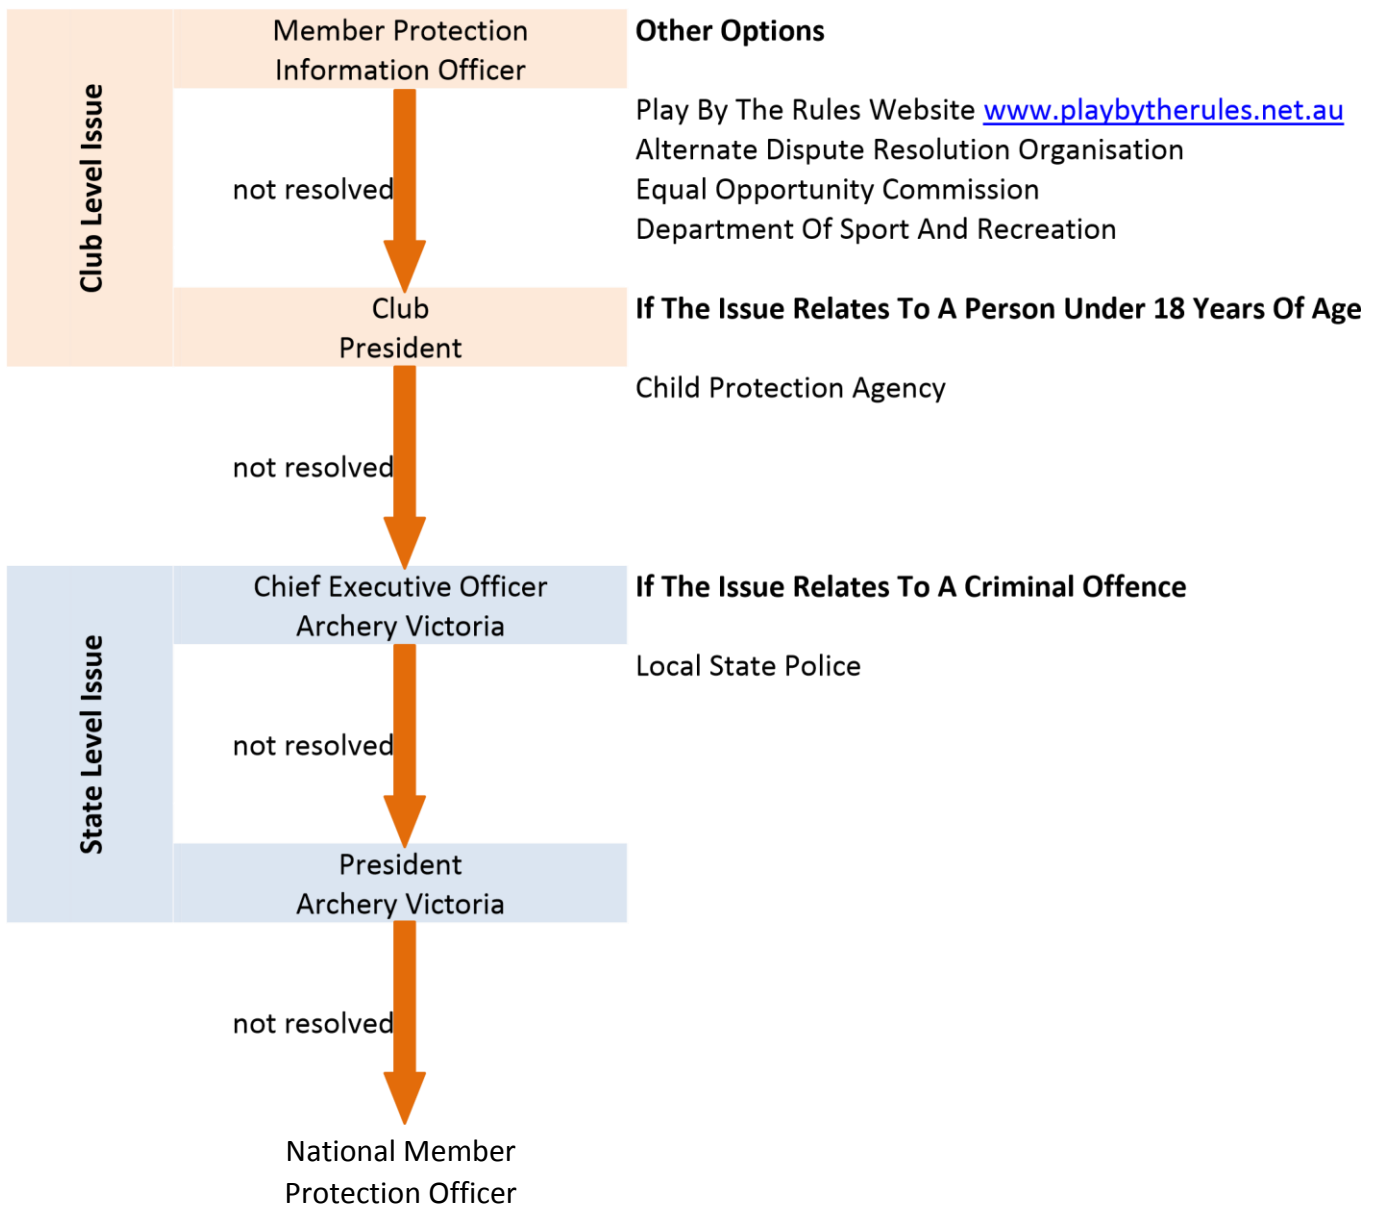 Club Level Issue
Member Protection
Information Officer
not resolved
Club
President
not resolved
State Level Issue
Chief Executive Officer
Archery Victoria
not resolved
President
Archery Victoria
not resolved
National Member
Protection Officer
Other Options
Play By The Rules Website www.playbytherules.net.au
Alternate Dispute Resolution Organisation
Equal Opportunity Commission
Department Of Sport And Recreation
If The Issue Relates To A Person Under 18 Years Of Age
Child Protection Agency
If The Issue Relates To A Criminal Offence
Local State Police